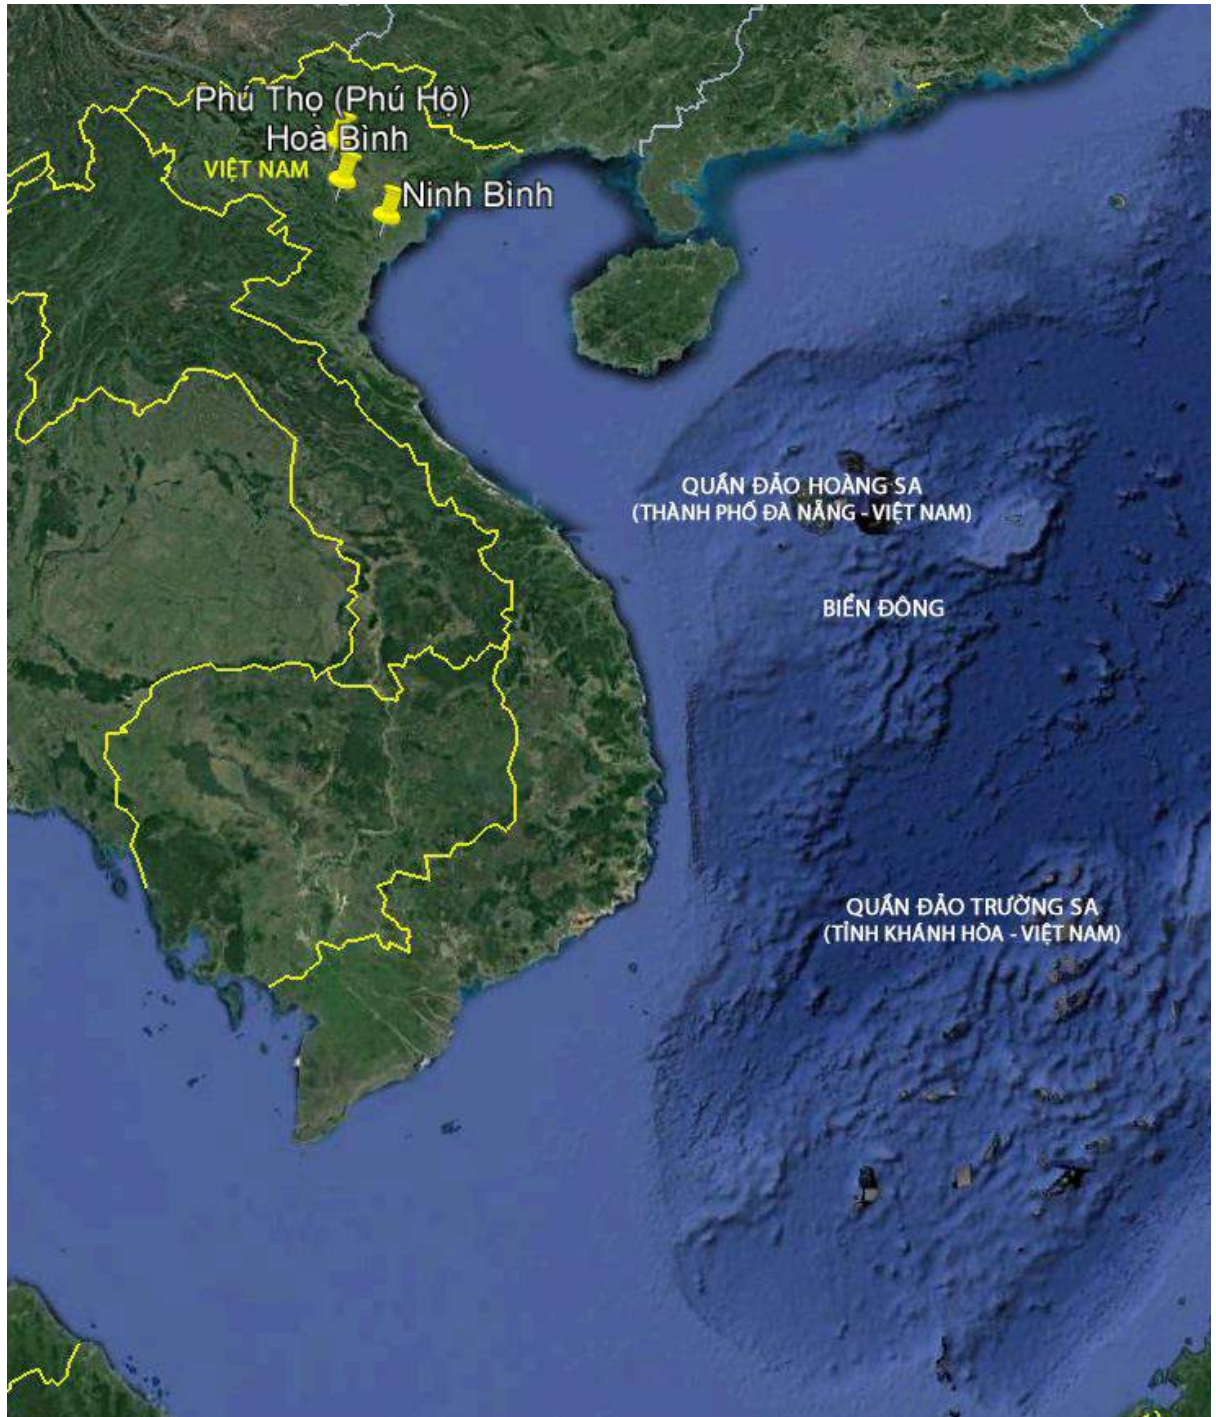 Phú Thọ (Phú Hộ)
Hoà Bình
VIỆT NAM
Ninh Bình
QUẦN ĐẢO HOÀNG SA
(THÀNH PHỐ ĐÀ NẴNG - VIỆT NAM)
BIỂN ĐÔNG
QUẦN ĐẢO TRƯỜNG SA
(TỈNH KHÁNH HÒA - VIỆT NAM)